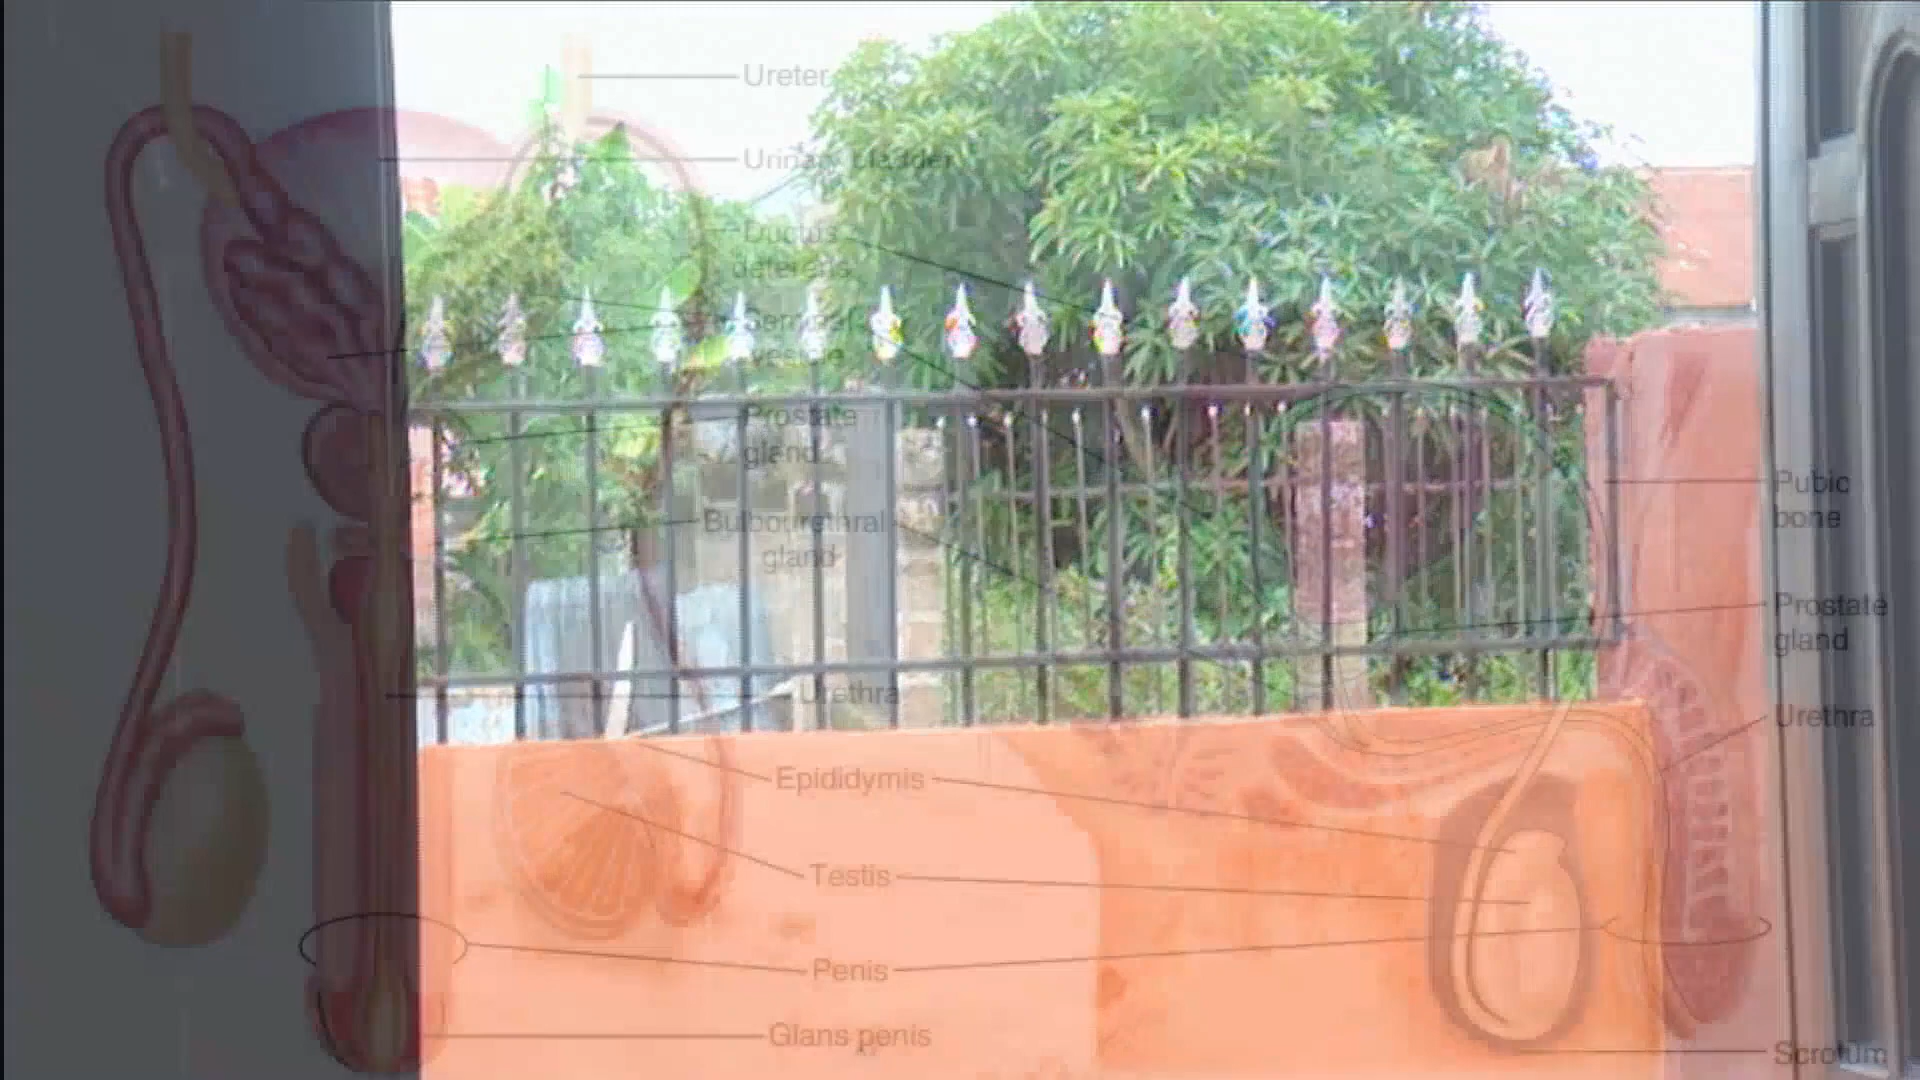 Ureter
Urinary bladder
Ductus
deferens
Seminal
vesicle
Prostate
gland
Bulbourethral
gland
Urethra
Epididymis
Testis
Penis
Glans penis
Pubic
bone
Prostate
gland
Urethra
Scrotum